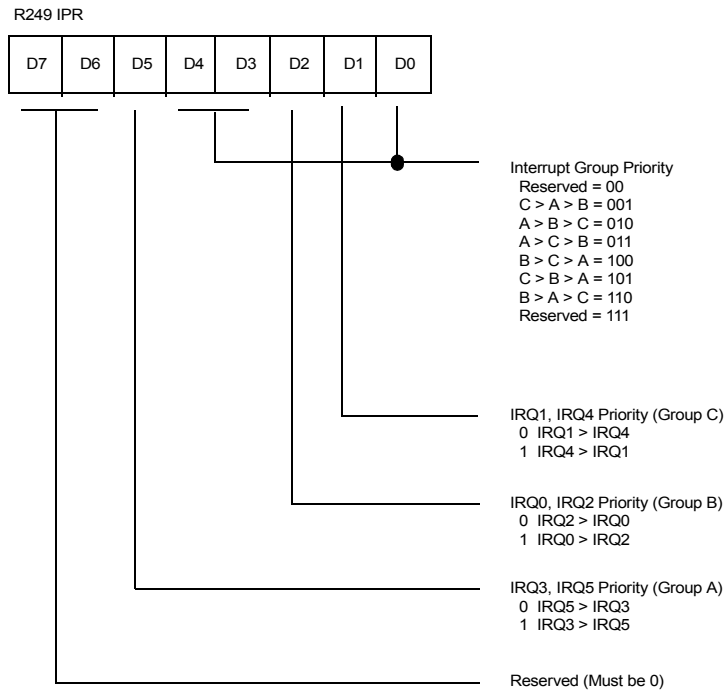 R249 IPR
D7 D6 D5 D4 D3 D2 D1 D0
Interrupt Group Priority
Reserved = 00
C > A > B = 001
A > B > C = 010
A > C > B = 011
B > C > A = 100
C > B > A = 101
B > A > C = 110
Reserved = 111
IRQ1, IRQ4 Priority (Group C)
0 IRQ1 > IRQ4
1 IRQ4 > IRQ1
IRQ0, IRQ2 Priority (Group B)
0 IRQ2 > IRQ0
1 IRQ0 > IRQ2
IRQ3, IRQ5 Priority (Group A)
0 IRQ5 > IRQ3
1 IRQ3 > IRQ5
Reserved (Must be 0)